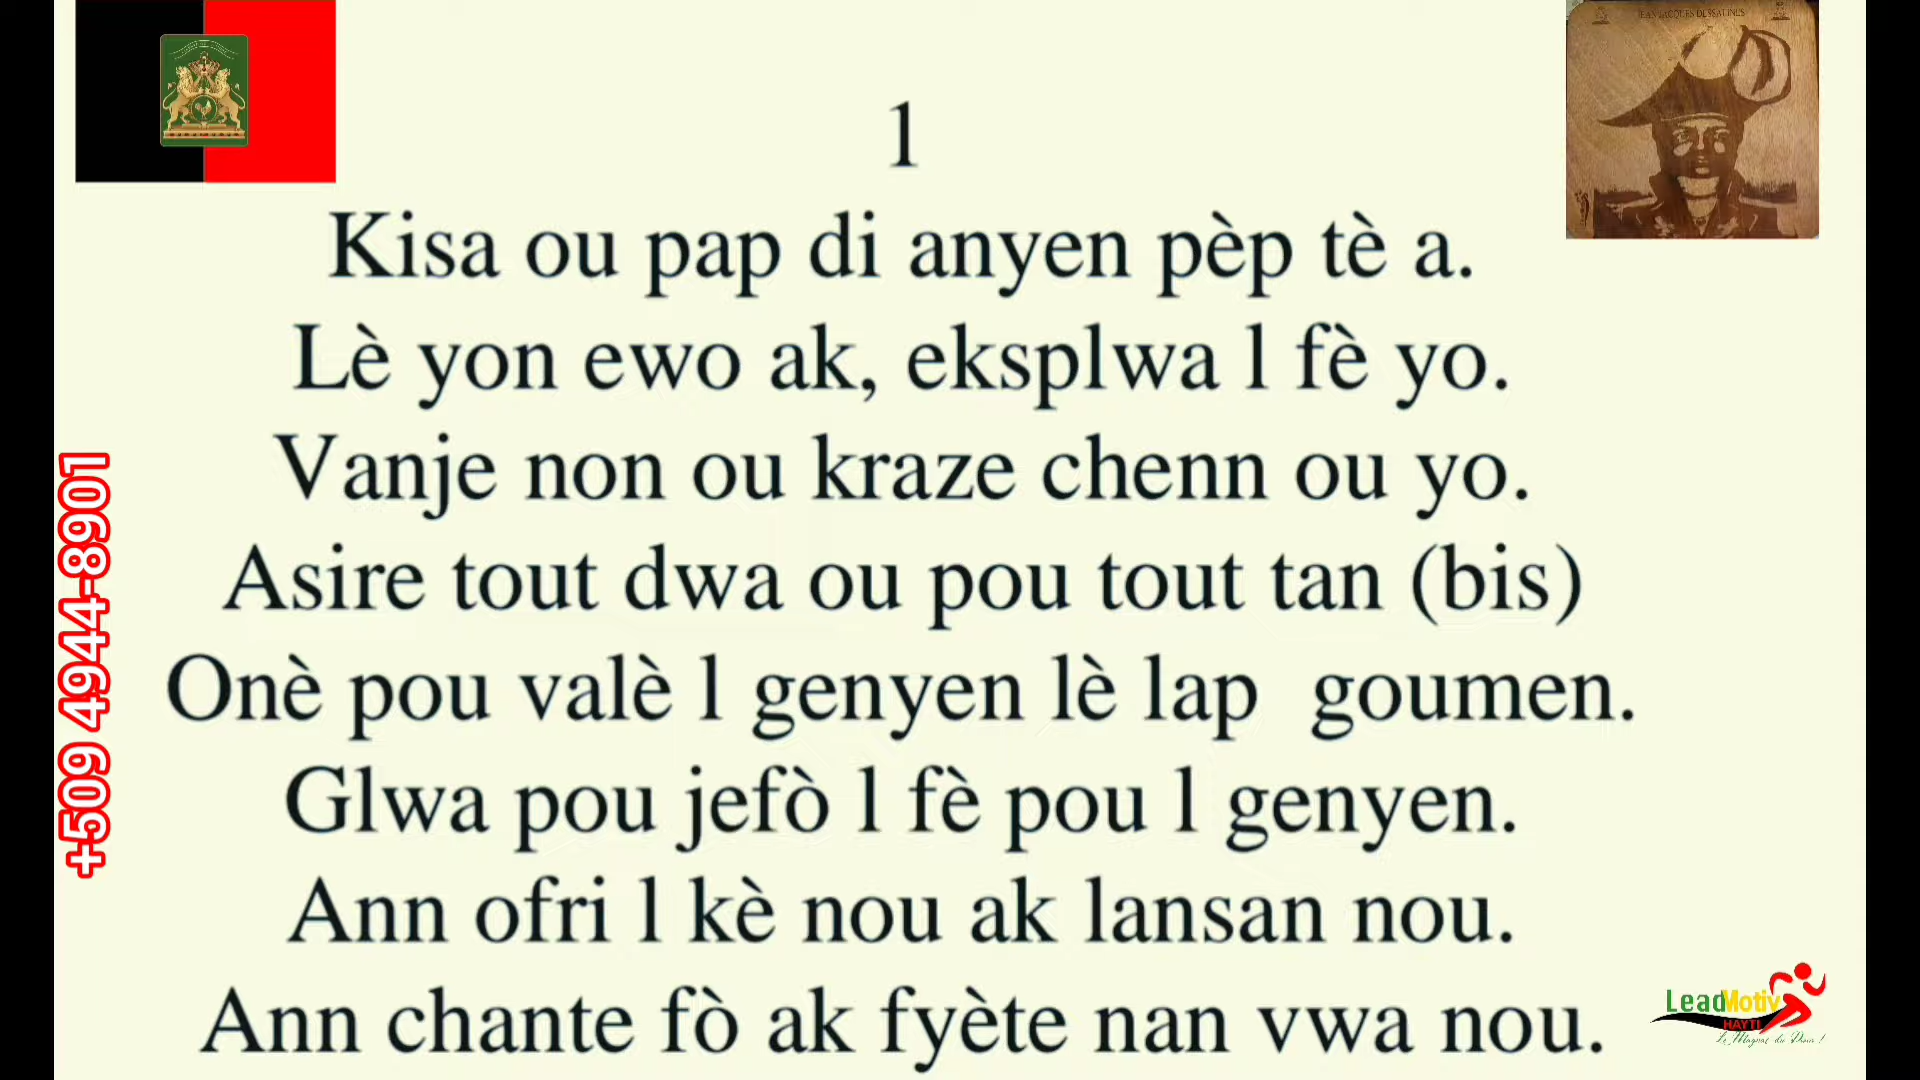 JEAN JACQUES DESSALINES
1
Kisa ou pap di anyen pèp tè a.
Lè yon ewo ak, eksplwa l fè yo.
Vanje non ou kraze chenn ou yo.
Asire tout dwa ou pou tout tan (bis)
Onè pou valè l genyen lè lap goumen.
Glwa pou jefò l fè pou l genyen.
Ann ofri l kè nou ak lansan nou.
Ann chante fò ak fyète nan vwa nou.
+509 4944-8901
LeadMotiv
HAYTI